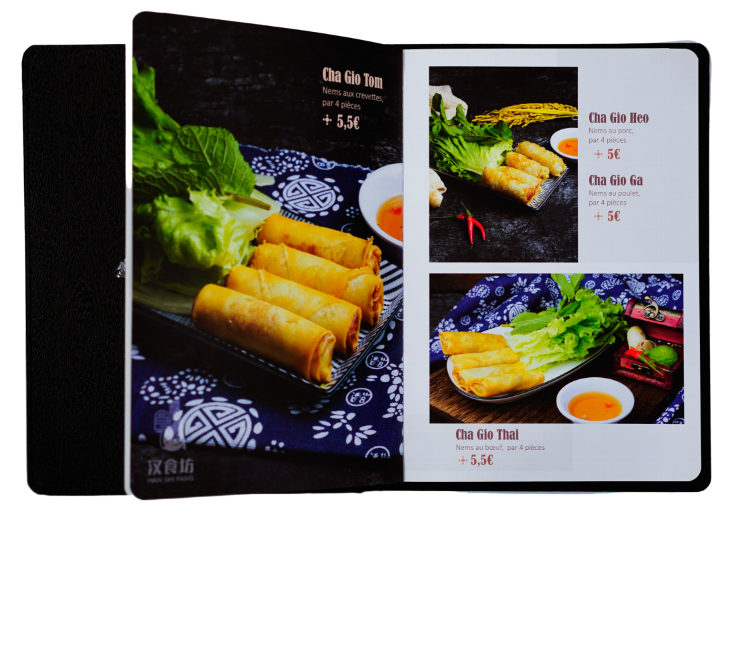 Cha Gio Tom
Nems aux crevettes,
par 4 pièces
+ 5,5€
汉食坊
HAN SHI FANG
Cha Gio Heo
Nems au porc,
par 4 pièces
+ 5€
Cha Gio Ga
Nems au poulet,
par 4 pièces
+ 5€
Cha Gio Thai
Nems au bœuf, par 4 pièces
+ 5,5€